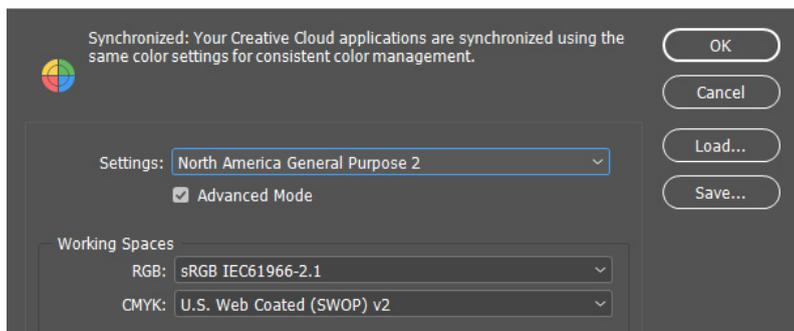 Synchronized: Your Creative Cloud applications are synchronized using the
same color settings for consistent color management.
OK
Cancel
Load...
Save...
Settings: North America General Purpose 2
Advanced Mode
Working Spaces
RGB: sRGB IEC61966-2.1
CMYK: U.S. Web Coated (SWOP) v2